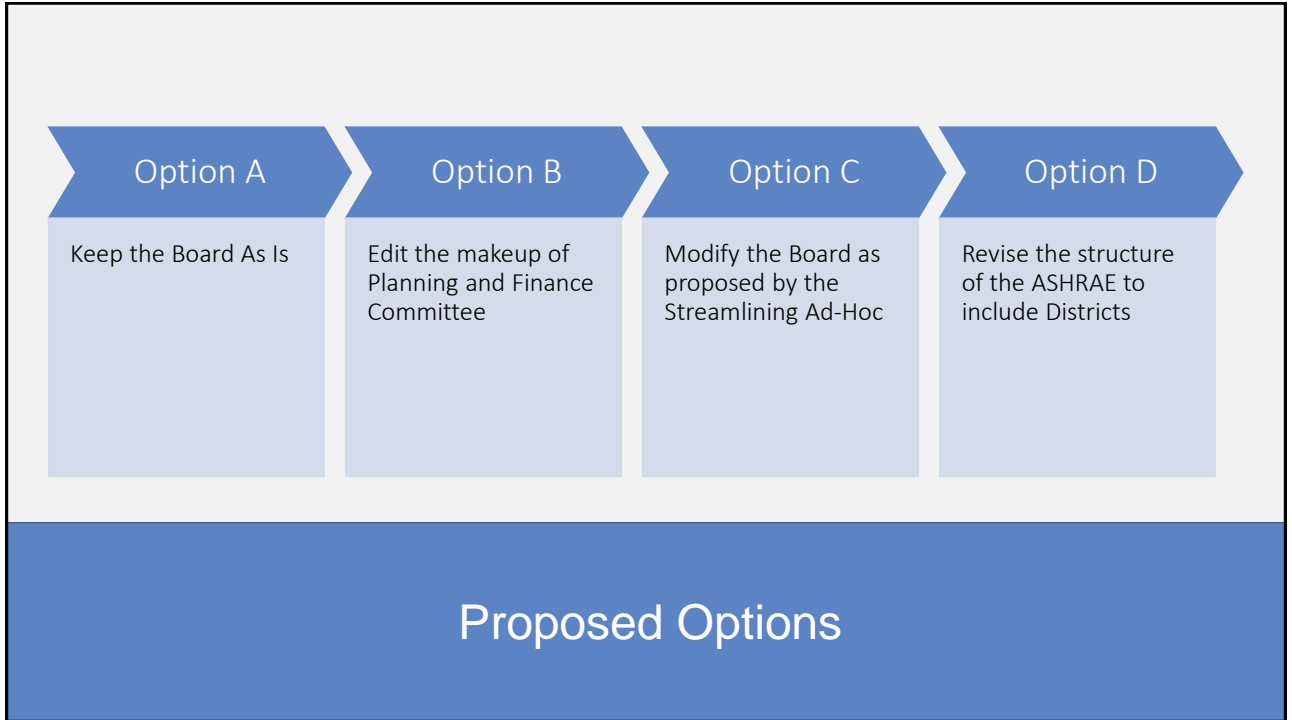 Option A
Keep the Board As Is
Option B
Edit the makeup of
Planning and Finance
Committee
Option C
Modify the Board as
proposed by the
Streamlining Ad-Hoc
Option D
Revise the structure
of the ASHRAE to
include Districts
Proposed Options